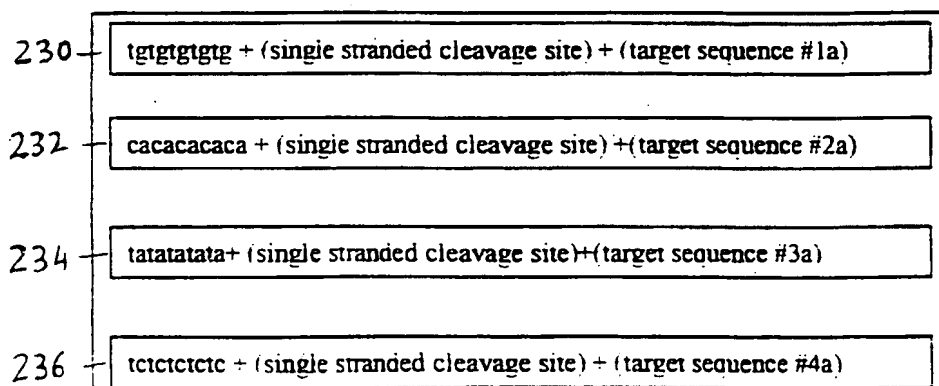 230 tgtgtgtgtg + (single stranded cleavage site) + (target sequence #1a)
232 cacacacaca + (single stranded cleavage site) +(target sequence #2a)
234 tatatatata+ (single stranded cleavage site)+(target sequence #3a)
236 tctctctctc + (single stranded cleavage site) + (target sequence #4a)